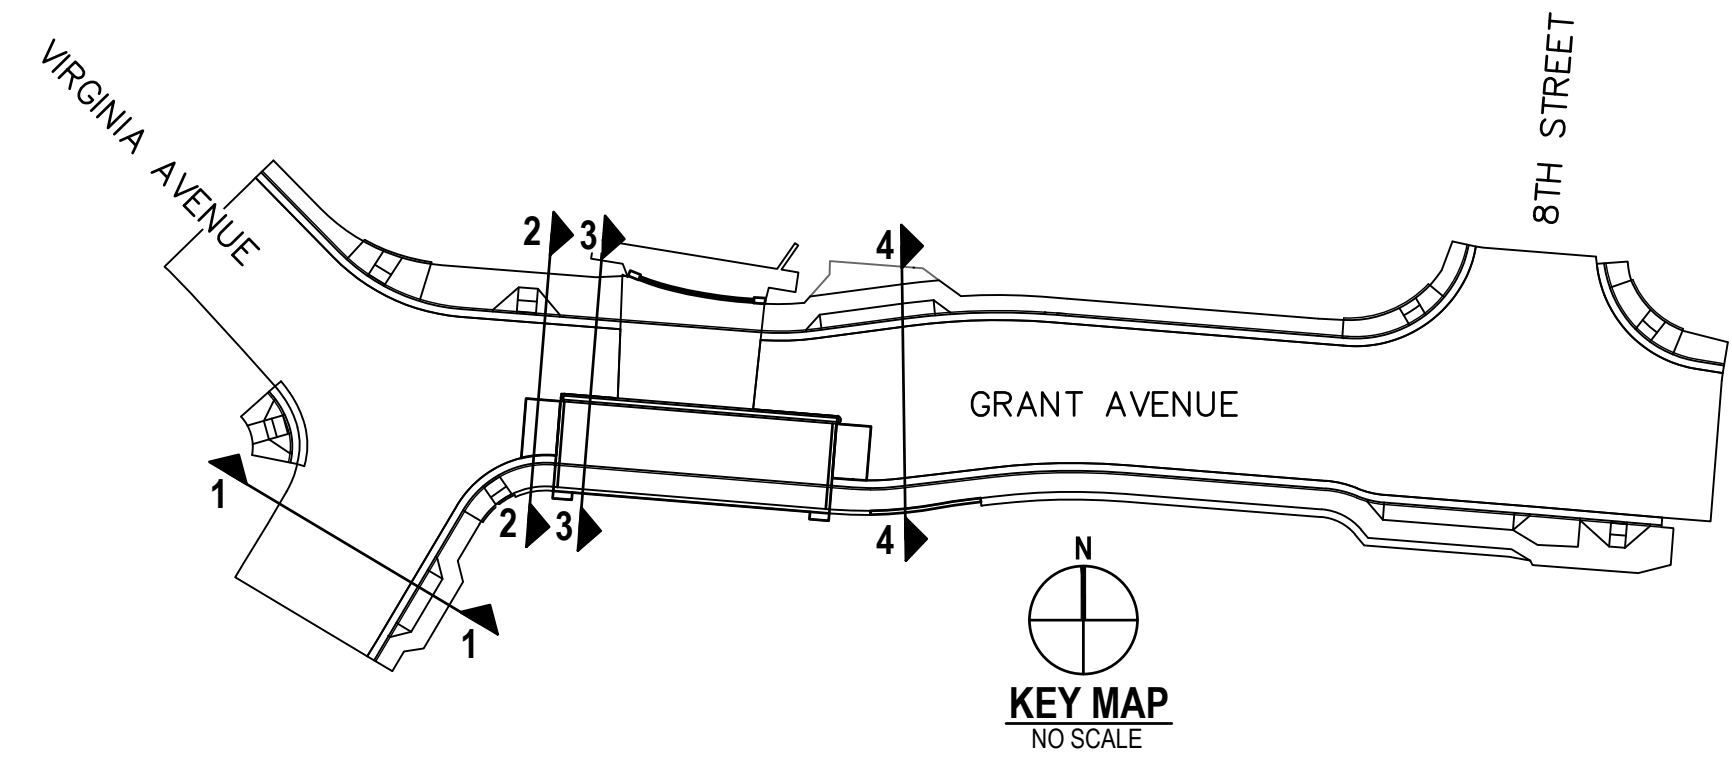 VIRGINIA AVENUE
8TH STREET
2
3
4
GRANT AVENUE
1
2
3
4
1
N
KEY MAP
NO SCALE